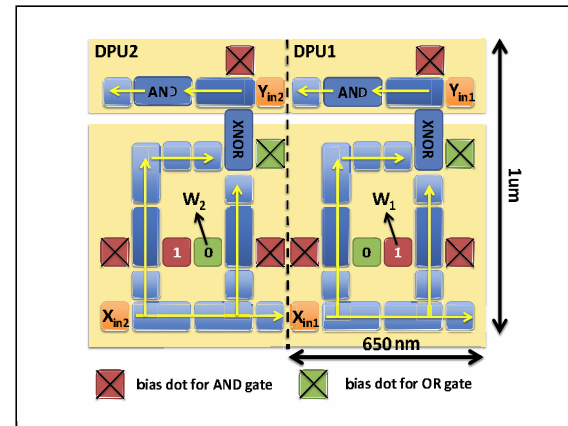 DPU2 DPU1
AND Yin2 AND Yin1
XNOR XNOR
W2 W1
1 0 0 1
Xin2 Xin1
1um
650 nm
bias dot for AND gate bias dot for OR gate